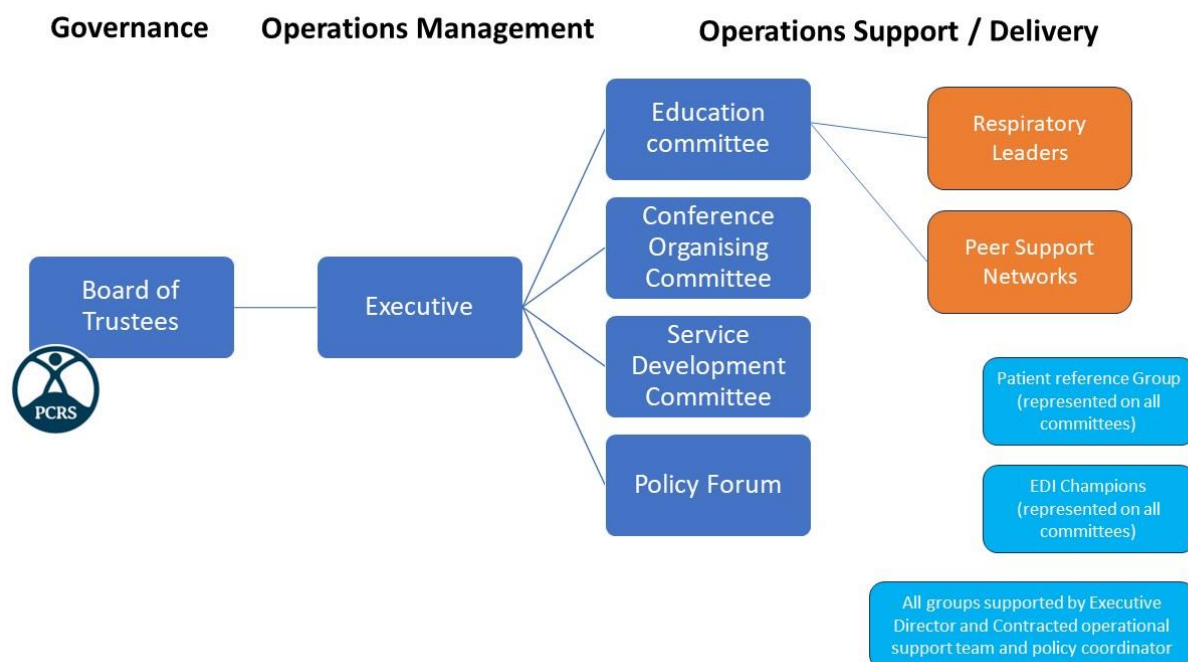 Governance
Operations Management
Operations Support / Delivery
Board of
Trustees
PCRS
Executive
Education
committee
Conference
Organising
Committee
Service
Development
Committee
Policy Forum
Respiratory
Leaders
Peer Support
Networks
Patient reference Group
(represented on all
committees)
EDI Champions
(represented on all
committees)
All groups supported by Executive
Director and Contracted operational
support team and policy coordinator